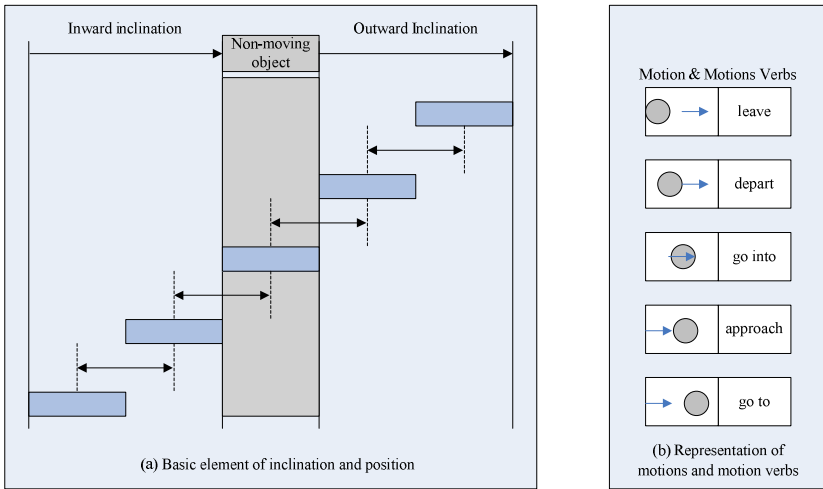 Inward inclination
Non-moving
object
Outward Inclination
(a) Basic element of inclination and position
Motion & Motions Verbs
leave
depart
go into
approach
go to
(b) Representation of
motions and motion verbs